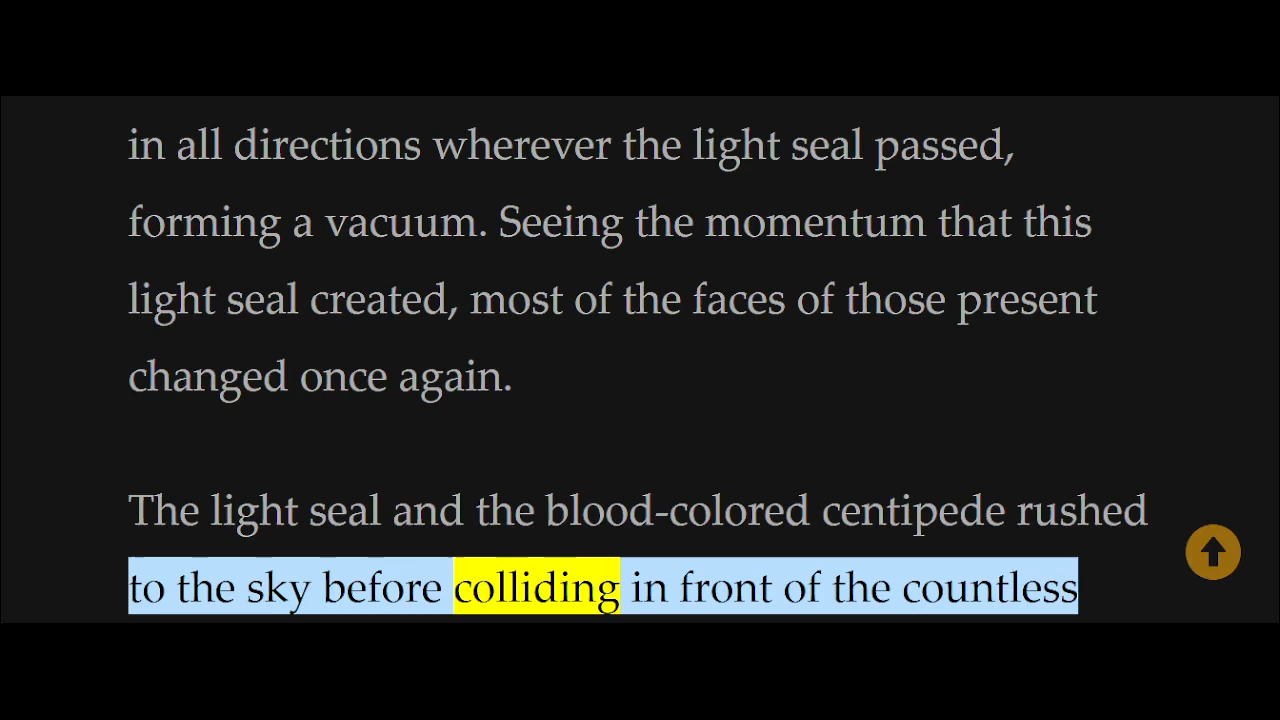 in all directions wherever the light seal passed,
forming a vacuum. Seeing the momentum that this
light seal created, most of the faces of those present
changed once again.
The light seal and the blood-colored centipede rushed
to the sky before colliding in front of the countless